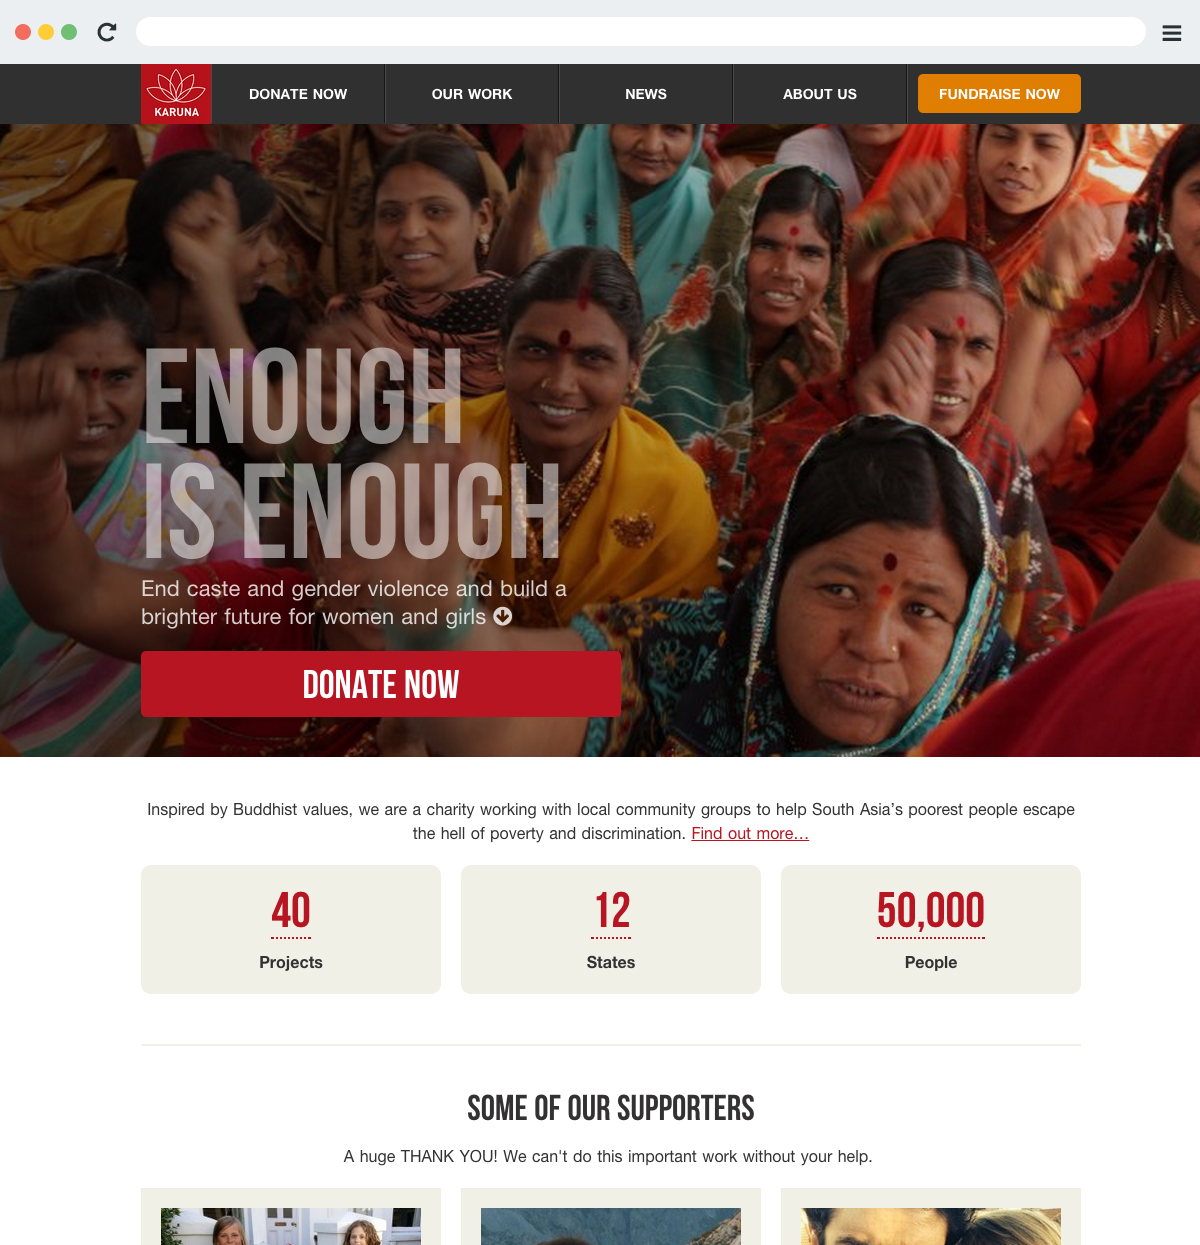 KARUNA
DONATE NOW
OUR WORK
NEWS
ABOUT US
FUNDRAISE NOW
ENOUGH
IS ENOUGH
End caste and gender violence and build a
brighter future for women and girls
DONATE NOW
Inspired by Buddhist values, we are a charity working with local community groups to help South Asia’s poorest people escape
the hell of poverty and discrimination. Find out more…
40
Projects
12
States
50,000
People
SOME OF OUR SUPPORTERS
A huge THANK YOU! We can't do this important work without your help.